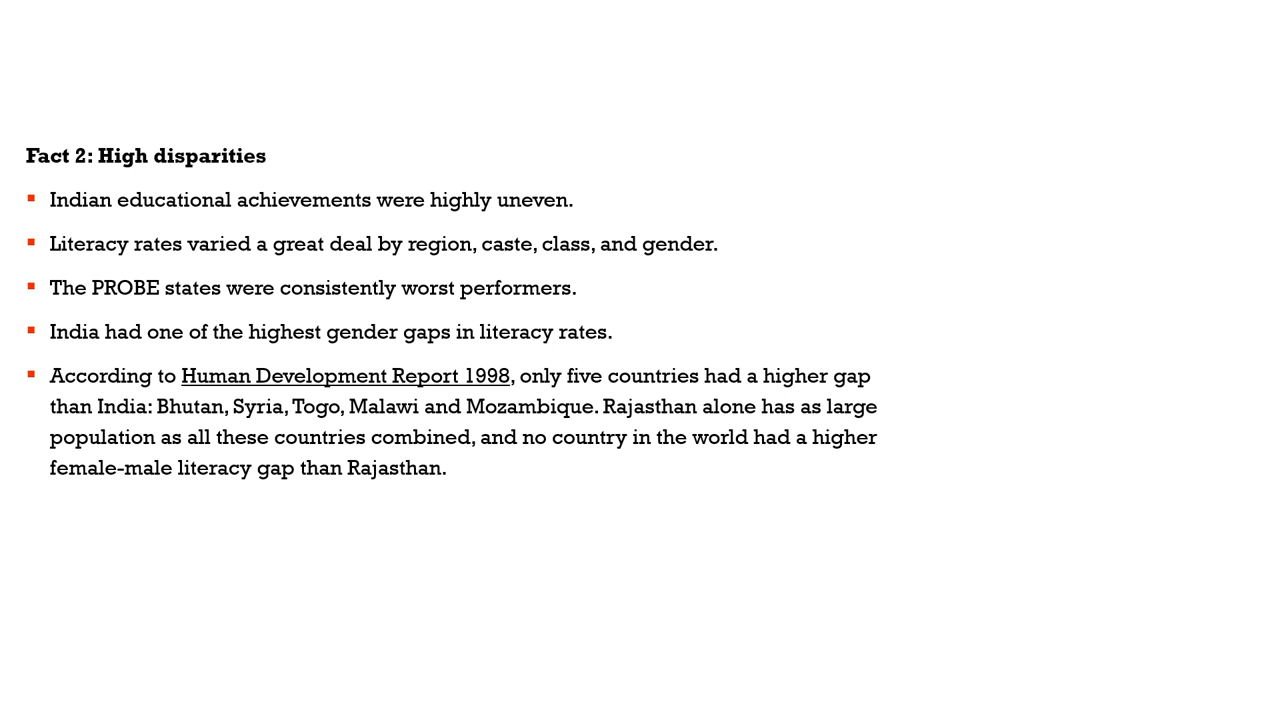 Fact 2: High disparities
▪ Indian educational achievements were highly uneven.
▪ Literacy rates varied a great deal by region, caste, class, and gender.
▪ The PROBE states were consistently worst performers.
▪ India had one of the highest gender gaps in literacy rates.
▪ According to Human Development Report 1998, only five countries had a higher gap
than India: Bhutan, Syria, Togo, Malawi and Mozambique. Rajasthan alone has as large
population as all these countries combined, and no country in the world had a higher
female-male literacy gap than Rajasthan.